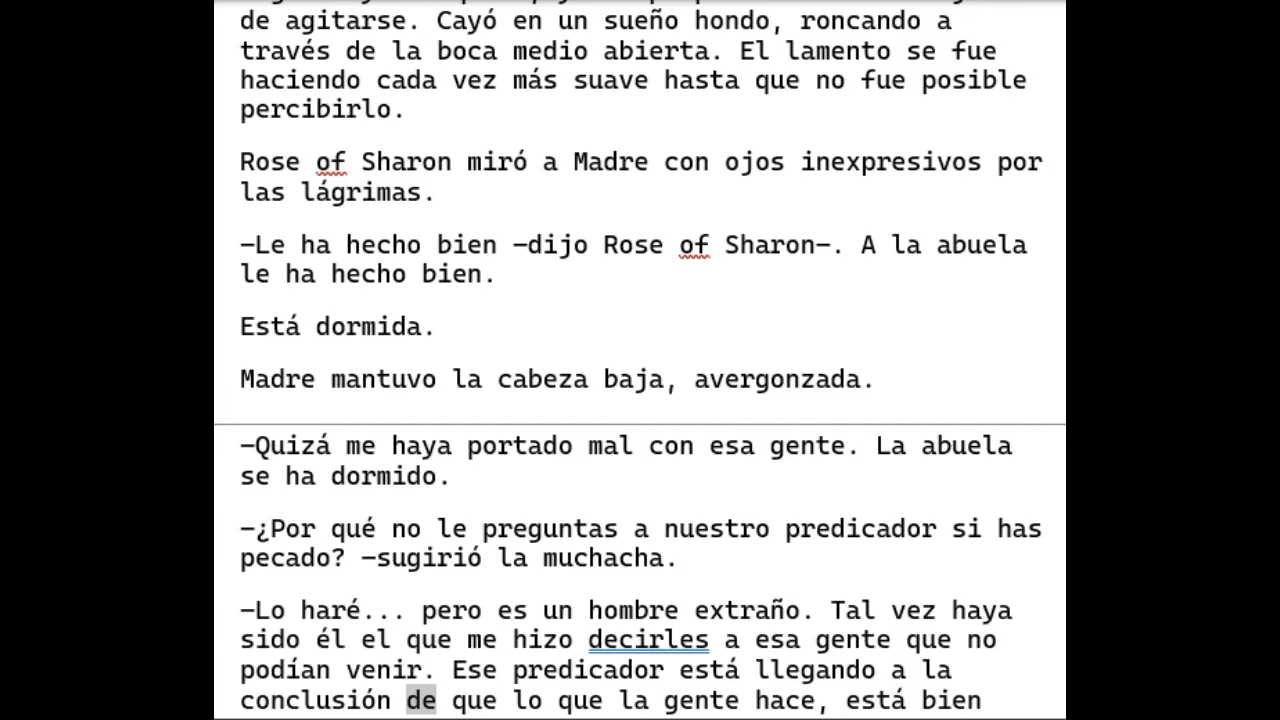 de agitarse. Cayó en un sueño hondo, roncando a
través de la boca medio abierta. El lamento se fue
haciendo cada vez más suave hasta que no fue posible
percibirlo.
Rose of Sharon miró a Madre con ojos inexpresivos por
las lágrimas.
—Le ha hecho bien —dijo Rose of Sharon—. A la abuela
le ha hecho bien.
Está dormida.
Madre mantuvo la cabeza baja, avergonzada.
—Quizá me haya portado mal con esa gente. La abuela
se ha dormido.
—¿Por qué no le preguntas a nuestro predicador si has
pecado? —sugirió la muchacha.
—Lo haré... pero es un hombre extraño. Tal vez haya
sido él el que me hizo decirles a esa gente que no
podían venir. Ese predicador está llegando a la
conclusión de que lo que la gente hace, está bien